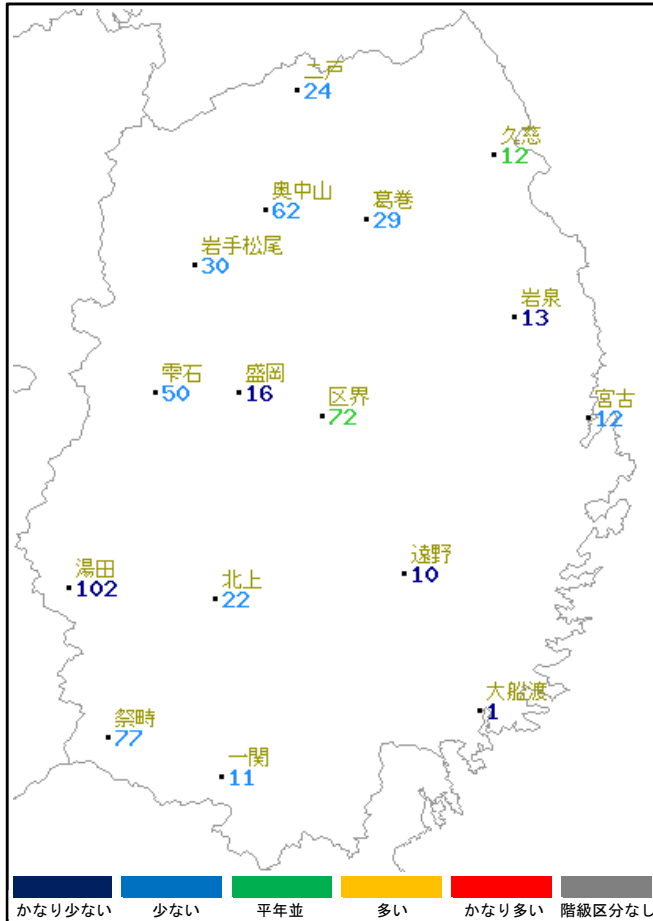 二戸
24
久慈
12
奥中山
62
葛巻
29
岩手松尾
30
岩泉
13
雫石
50
盛岡
16
区界
72
宮古
12
湯田
102
北上
22
遠野
10
大船渡
1
祭畤
77
一関
11
かなり少ない 少ない 平年並 多い かなり多い 階級区分なし